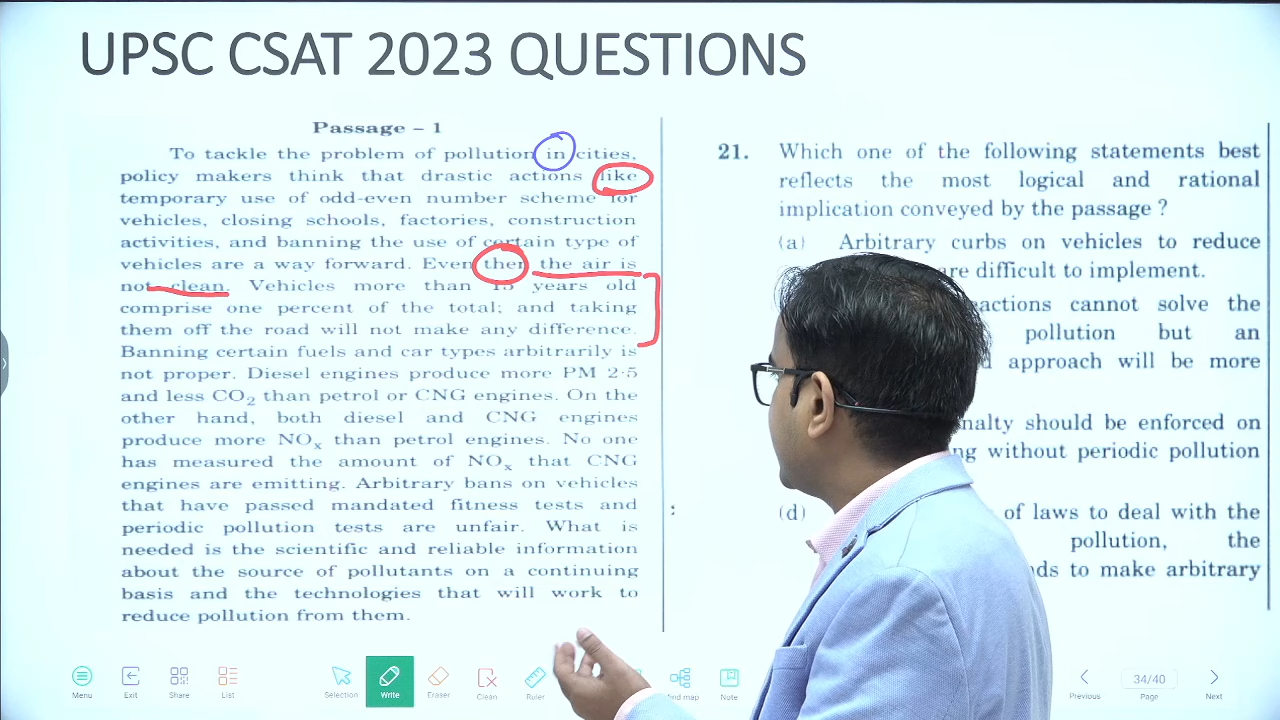 UPSC CSAT 2023 QUESTIONS
Passage – 1
To tackle the problem of pollution in cities,
policy makers think that drastic actions like
temporary use of odd-even number scheme for
vehicles, closing schools, factories, construction
activities, and banning the use of certain type of
vehicles are a way forward. Even then the air is
not clean. Vehicles more than 15 years old
comprise one percent of the total; and taking
them off the road will not make any difference.
Banning certain fuels and car types arbitrarily is
not proper. Diesel engines produce more PM 2·5
and less CO2 than petrol or CNG engines. On the
other hand, both diesel and CNG engines
produce more NOx than petrol engines. No one
has measured the amount of NOx that CNG
engines are emitting. Arbitrary bans on vehicles
that have passed mandated fitness tests and
periodic pollution tests are unfair. What is
needed is the scientific and reliable information
about the source of pollutants on a continuing
basis and the technologies that will work to
reduce pollution from them.
21. Which one of the following statements best
reflects the most logical and rational
implication conveyed by the passage ?
(a) Arbitrary curbs on vehicles to reduce
are difficult to implement.
actions cannot solve the
pollution but an
approach will be more
should be enforced on
without periodic pollution
(d) of laws to deal with the
pollution, the
to make arbitrary
Menu
Exit
Share
List
Selection
Write
Eraser
Clean
Ruler
map
Note
Previous
34/40
Page
Next